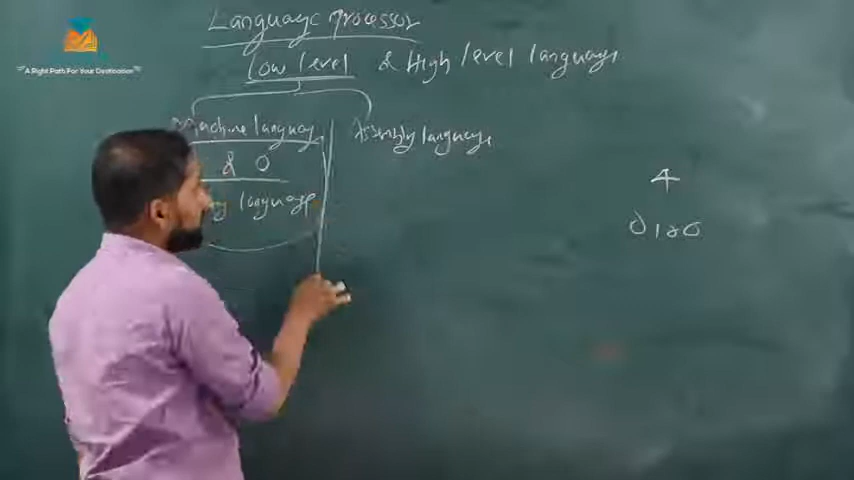 A Right Path For Your Destination
Language Processor
Low level & High level language
Machine language
& 0
language
Assembly language
4
0100